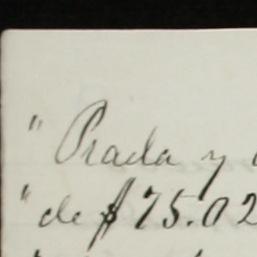 " Prada y
" de $75.02